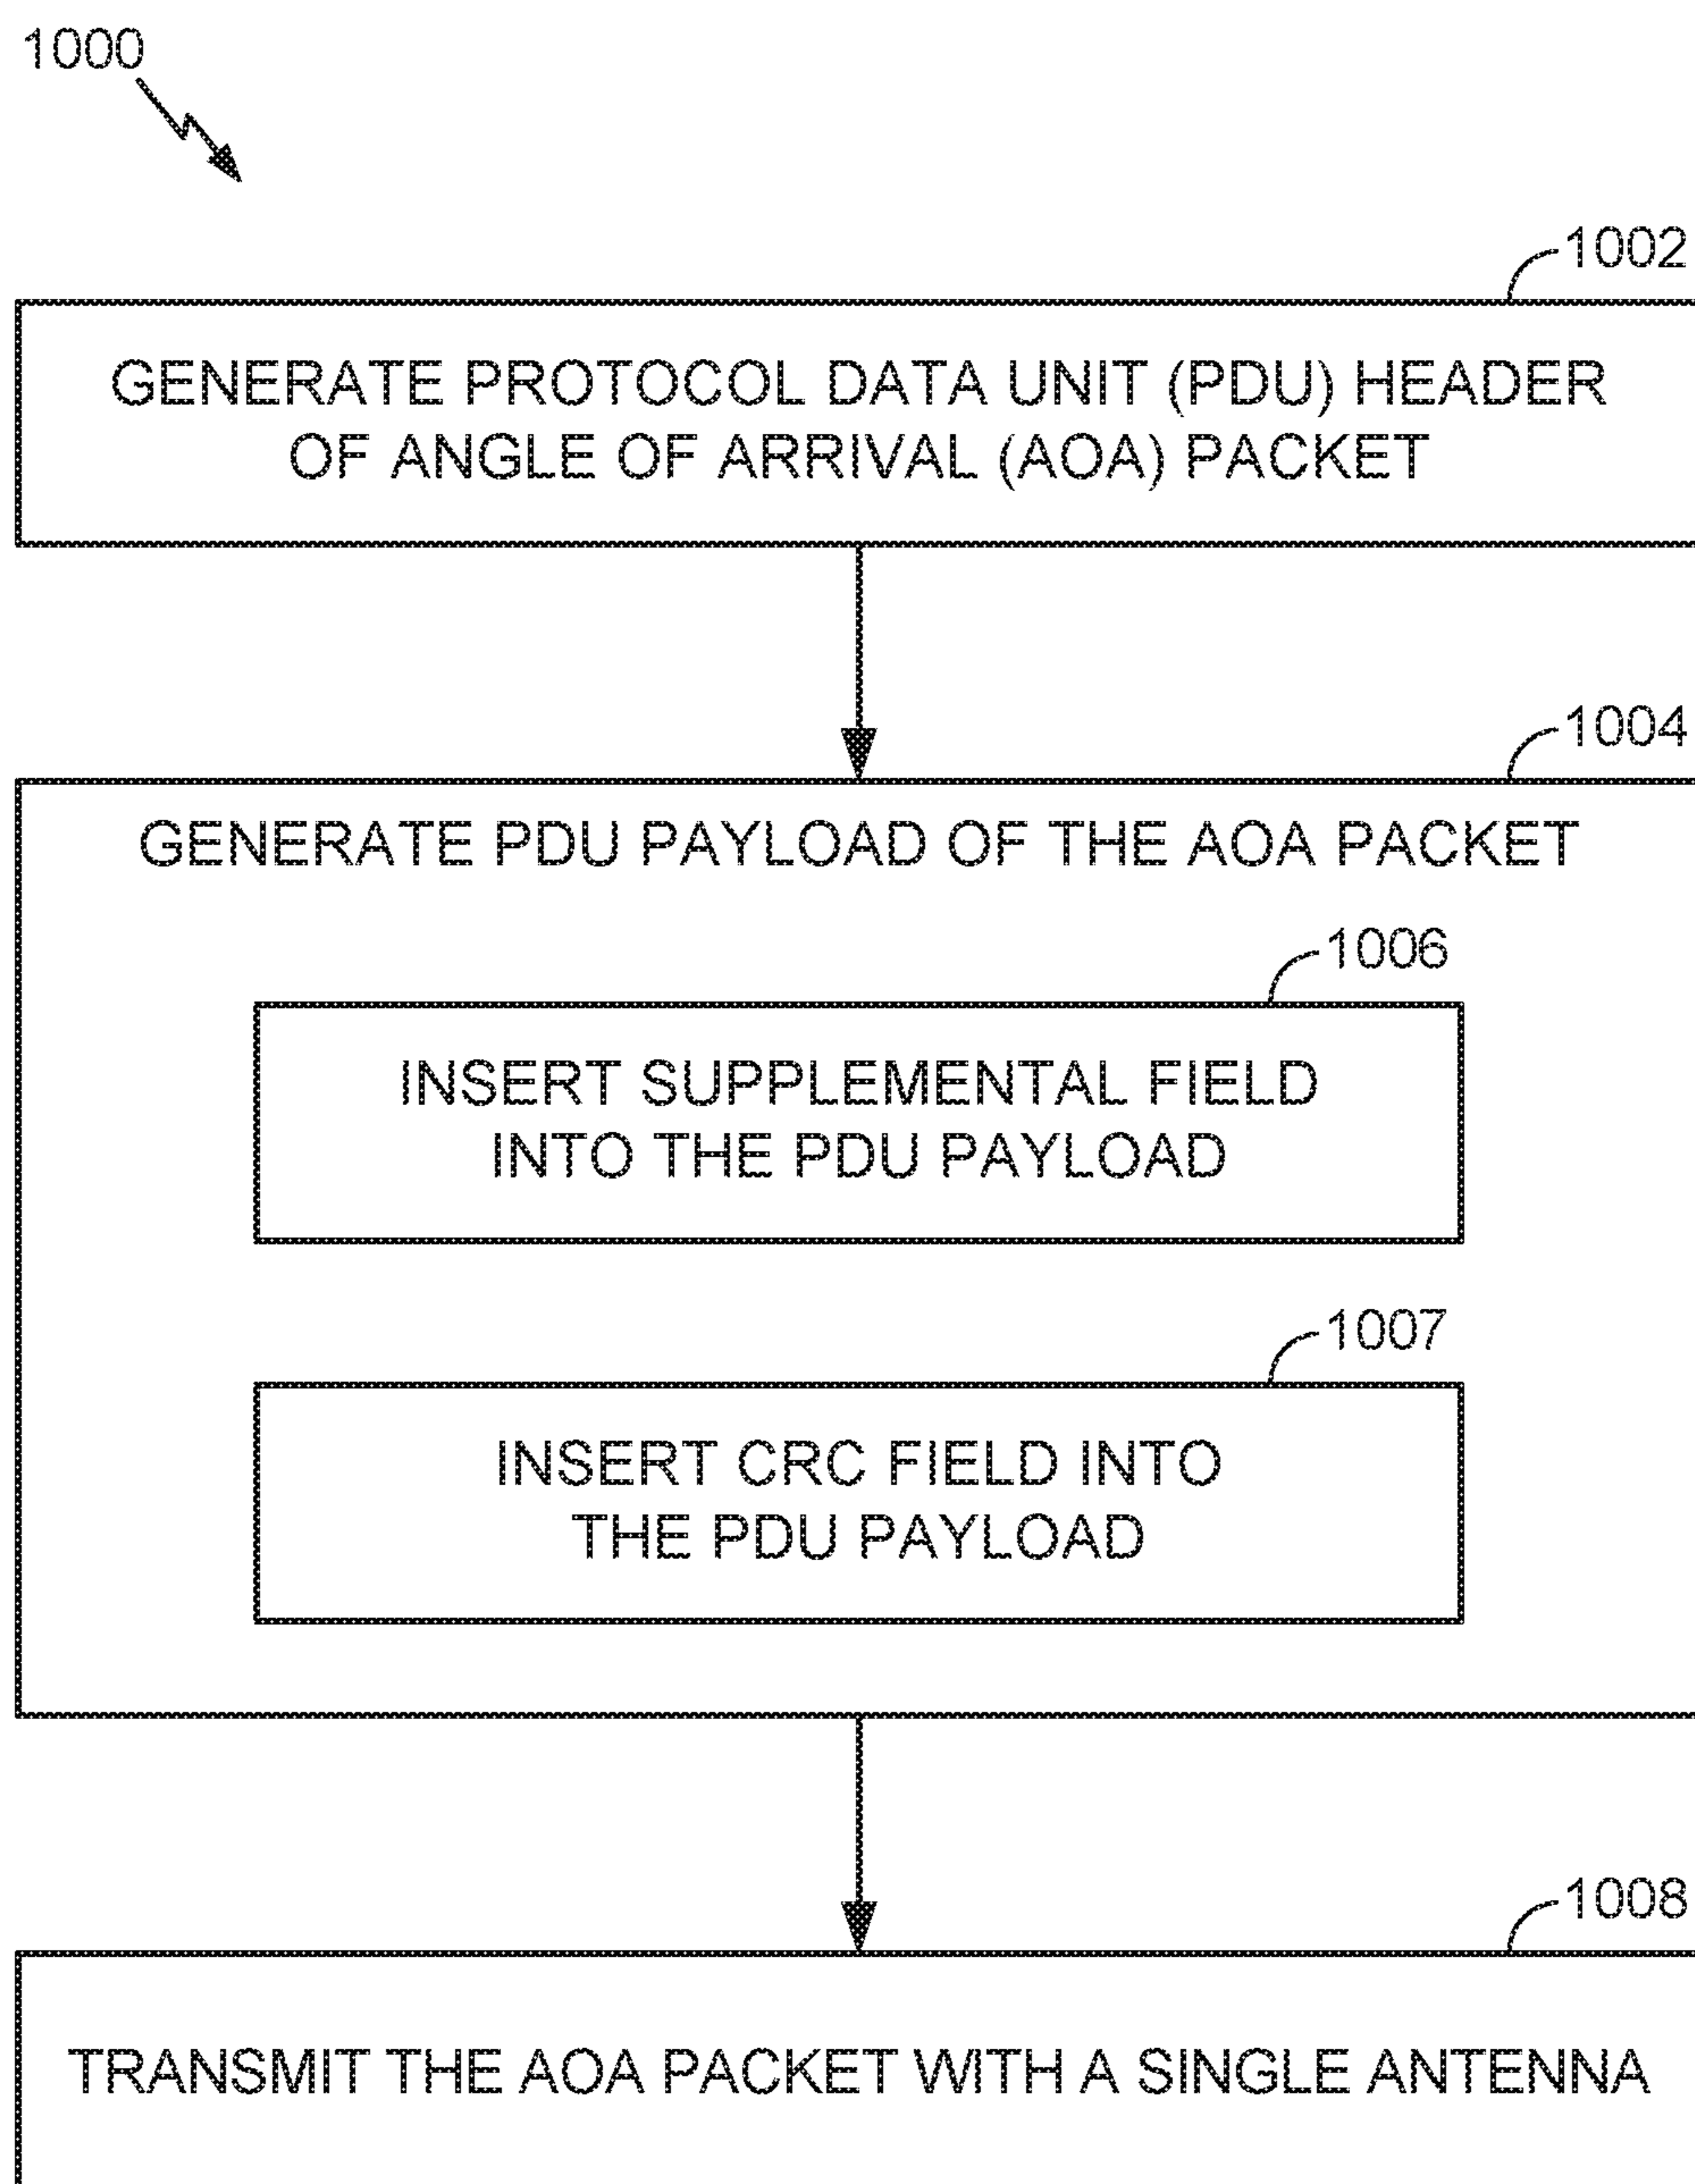 1000
1002
GENERATE PROTOCOL DATA UNIT (PDU) HEADER
OF ANGLE OF ARRIVAL (AOA) PACKET
1004
GENERATE PDU PAYLOAD OF THE AOA PACKET
1006
INSERT SUPPLEMENTAL FIELD
INTO THE PDU PAYLOAD
1007
INSERT CRC FIELD INTO
THE PDU PAYLOAD
1008
TRANSMIT THE AOA PACKET WITH A SINGLE ANTENNA